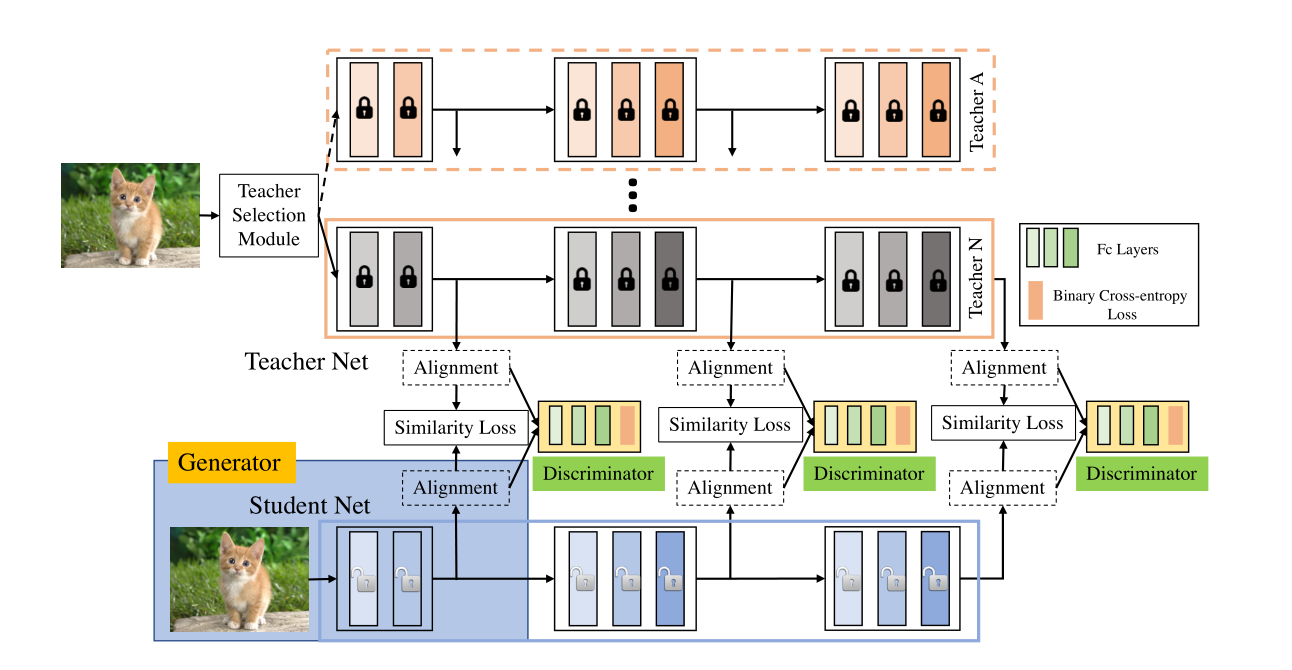 Teacher A
Teacher
Selection
Module
Teacher N
Fc Layers
Binary Cross-entropy
Loss
Teacher Net
Alignment
Alignment
Alignment
Similarity Loss
Similarity Loss
Similarity Loss
Generator
Discriminator
Discriminator
Discriminator
Alignment
Alignment
Alignment
Student Net